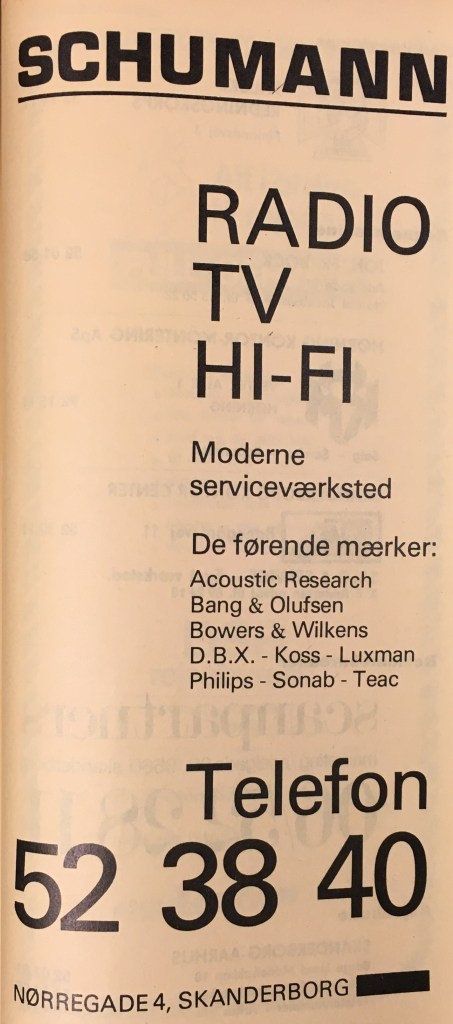 SCHUMANN
RADIO
TV
HI-FI
Moderne
serviceværksted
De førende mærker:
Acoustic Research
Bang & Olufsen
Bowers & Wilkens
D.B.X. - Koss - Luxman
Philips - Sonab - Teac
Telefon
52 38 40
NØRREGADE 4, SKANDERBORG